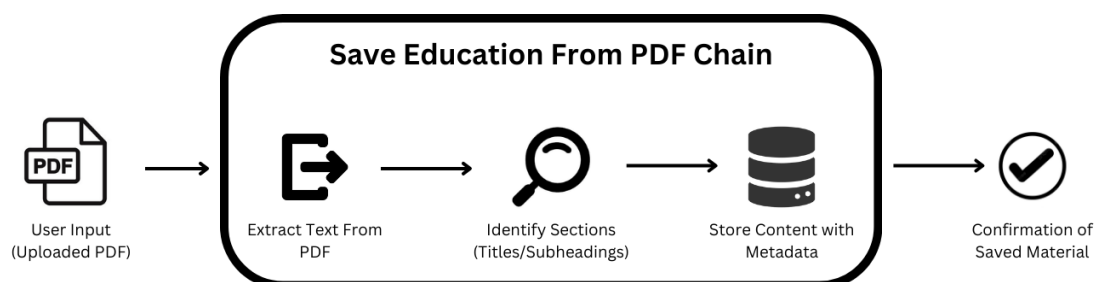 Save Education From PDF Chain
PDF
User Input
(Uploaded PDF)
Extract Text From
PDF
Identify Sections
(Titles/Subheadings)
Store Content with
Metadata
Confirmation of
Saved Material